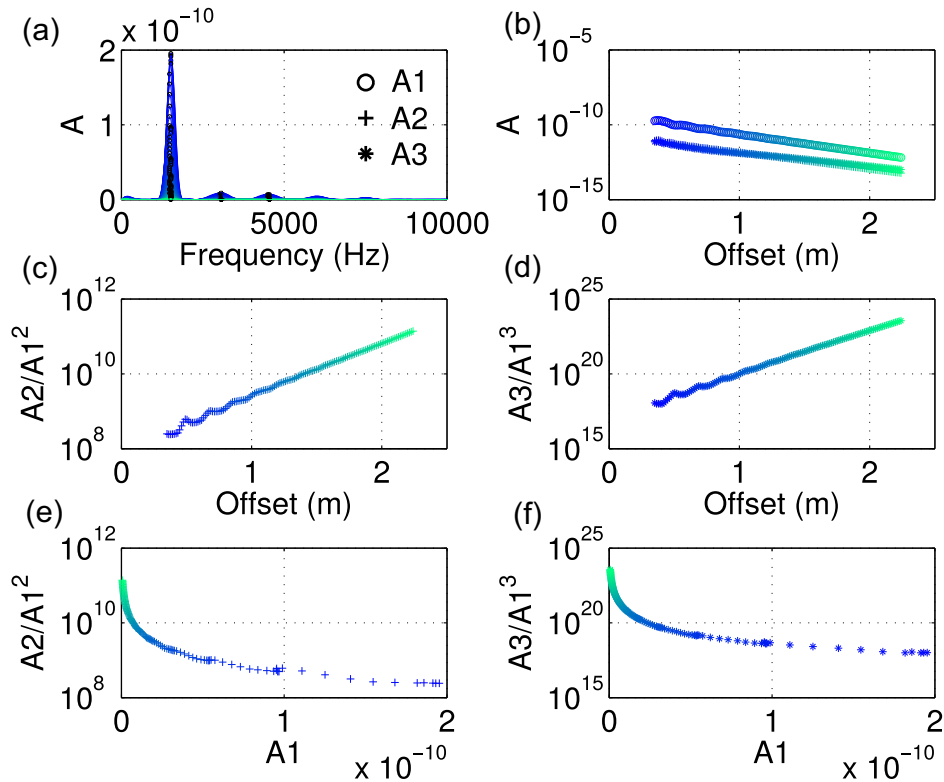 (a)
2 x 10^-10
1
0
A
0 5000 10000
Frequency (Hz)
A1
A2
A3
(b)
10^-5
10^-10
10^-15
A
0 1 2
Offset (m)
(c)
10^12
10^10
10^8
A2/A1^2
0 1 2
Offset (m)
(d)
10^25
10^20
10^15
A3/A1^3
0 1 2
Offset (m)
(e)
10^12
10^10
10^8
A2/A1^2
0 1 2
A1
x 10^-10
(f)
10^25
10^20
10^15
A3/A1^3
0 1 2
A1
x 10^-10